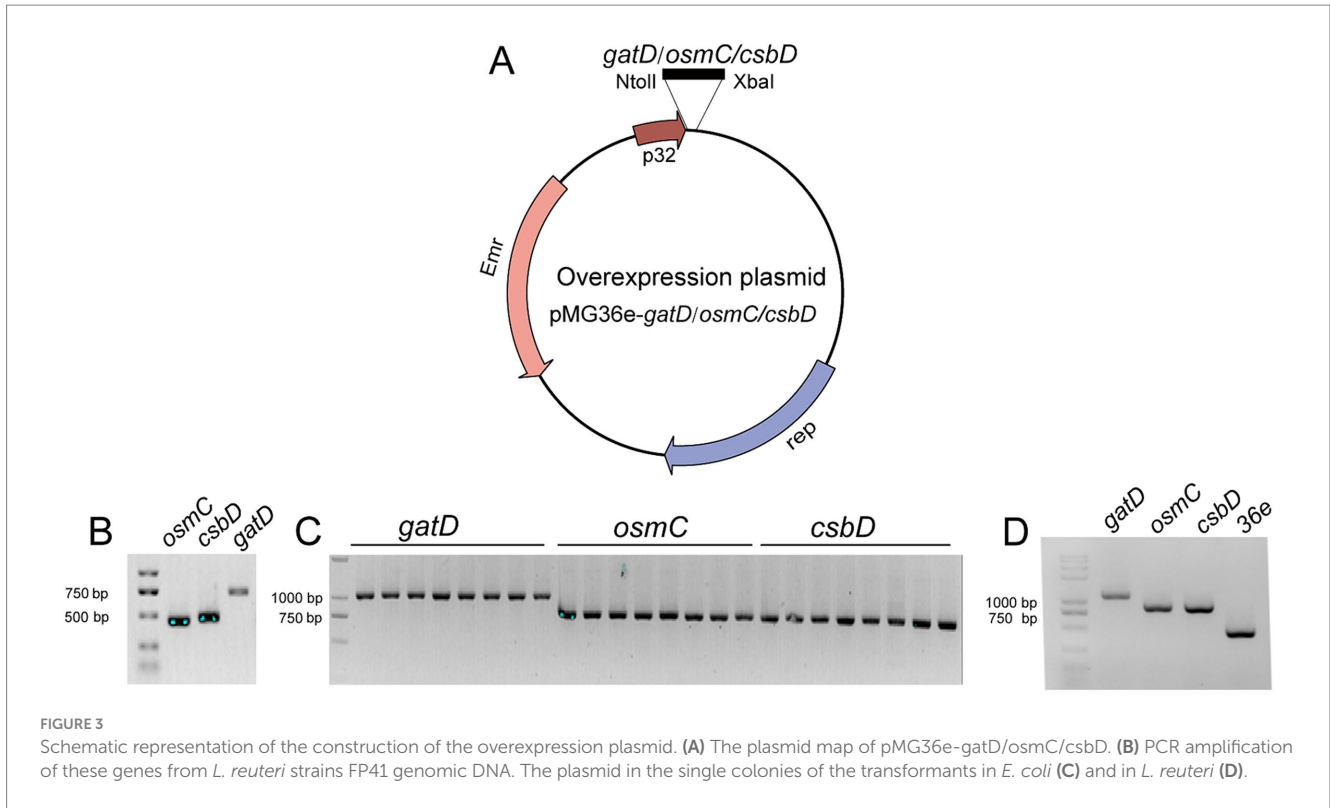 A
gatD/osmC/csbD
NtoII XbaI
p32
Emr
Overexpression plasmid
pMG36e-gatD/osmC/csbD
rep
B
osmC csbD gatD
750 bp
500 bp
C
gatD osmC csbD
1000 bp
750 bp
D
gatD osmC csbD 36e
1000 bp
750 bp
FIGURE 3
Schematic representation of the construction of the overexpression plasmid. (A) The plasmid map of pMG36e-gatD/osmC/csbD. (B) PCR amplification
of these genes from L. reuteri strains FP41 genomic DNA. The plasmid in the single colonies of the transformants in E. coli (C) and in L. reuteri (D).